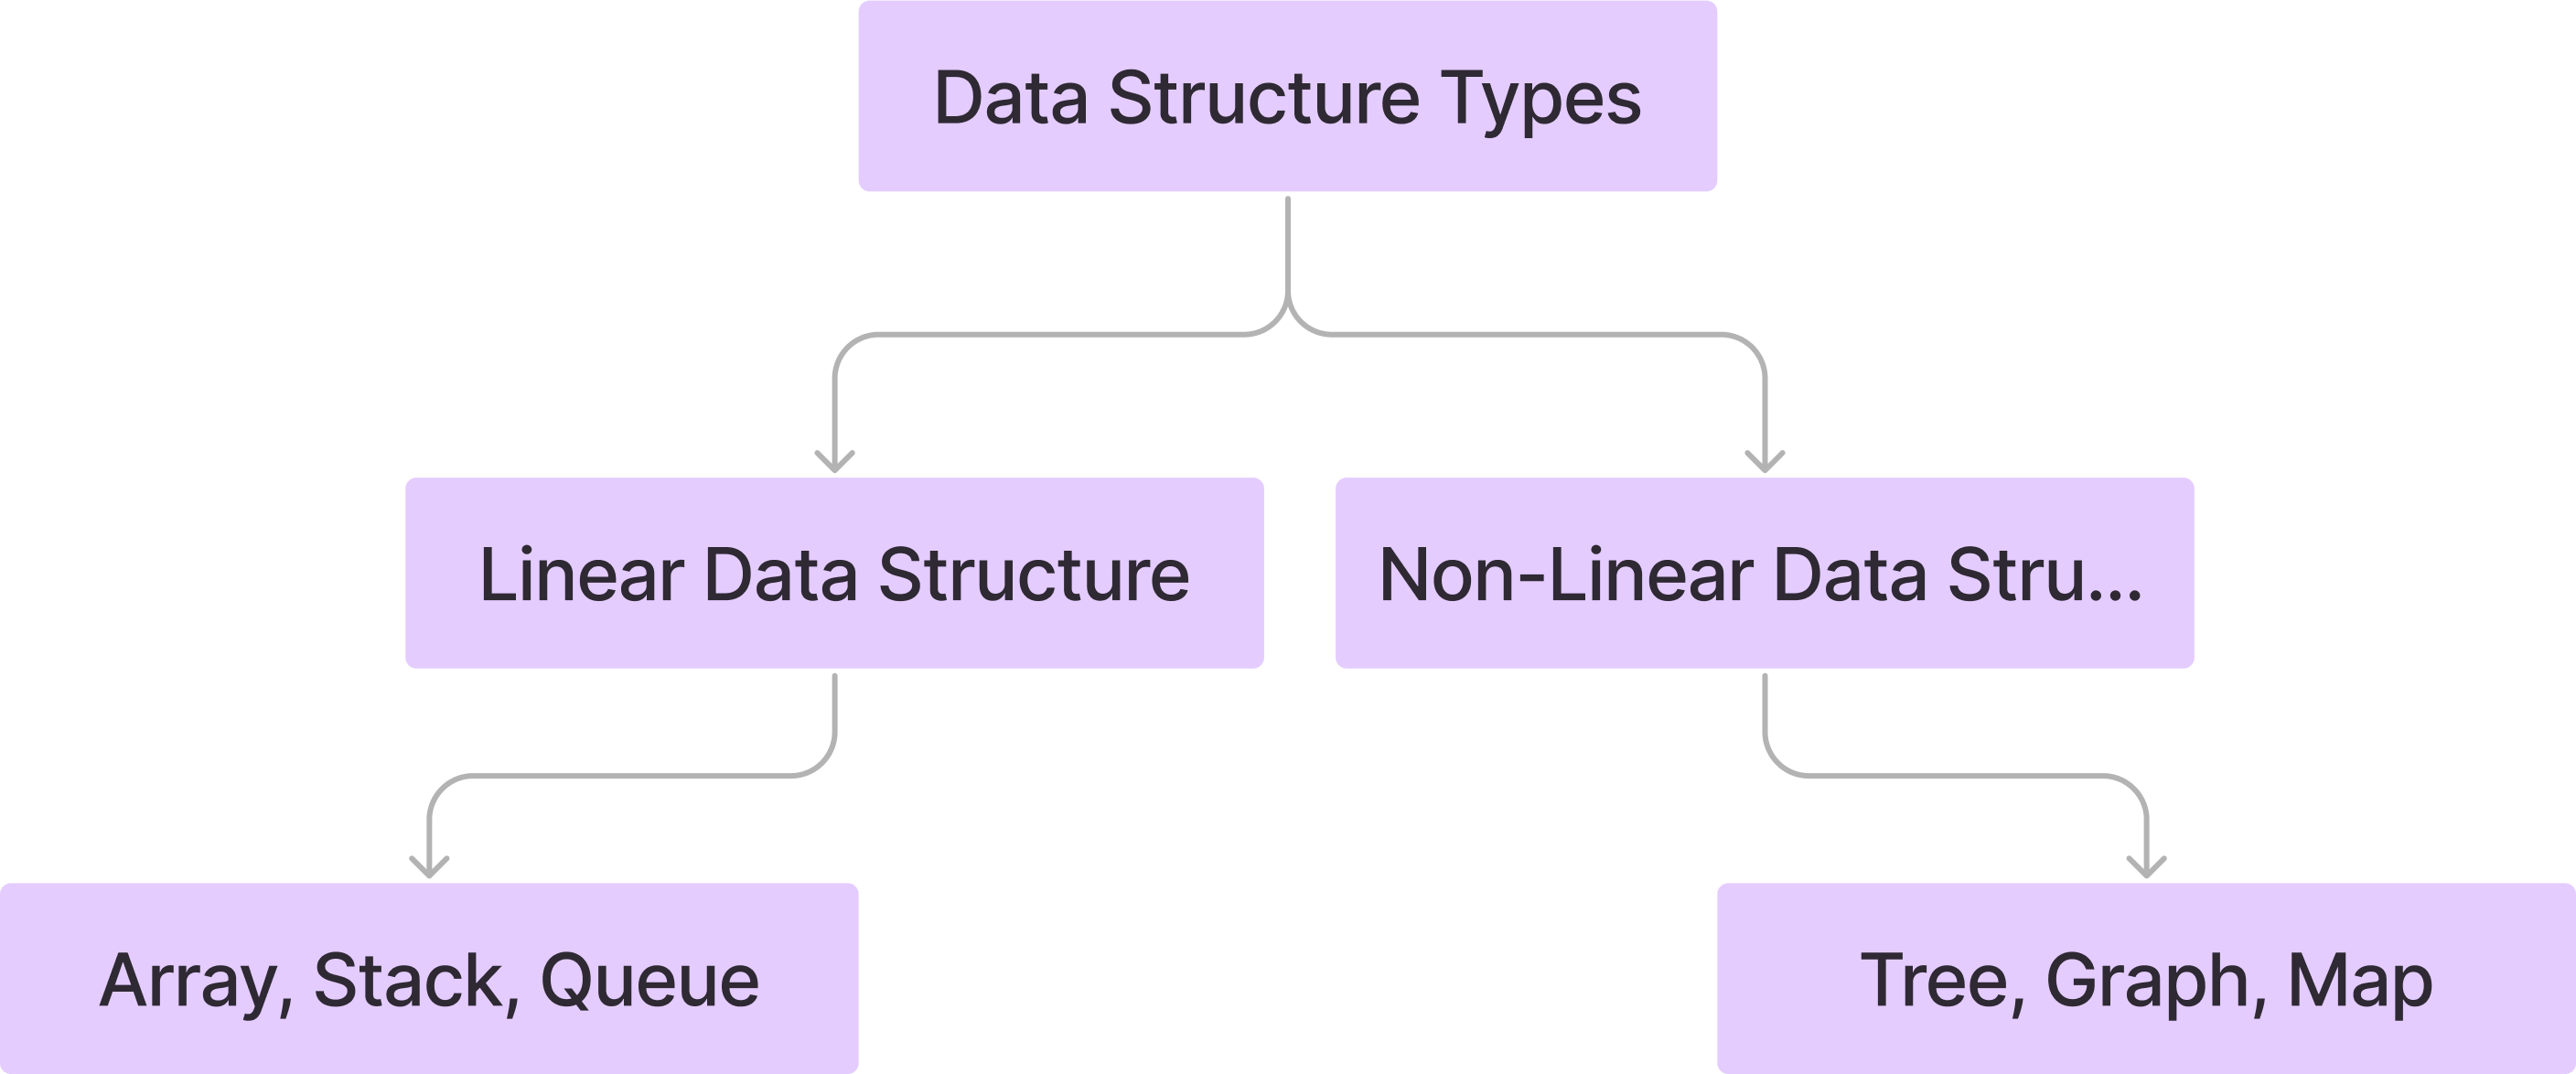 Data Structure Types
Linear Data Structure
Non-Linear Data Stru...
Array, Stack, Queue
Tree, Graph, Map